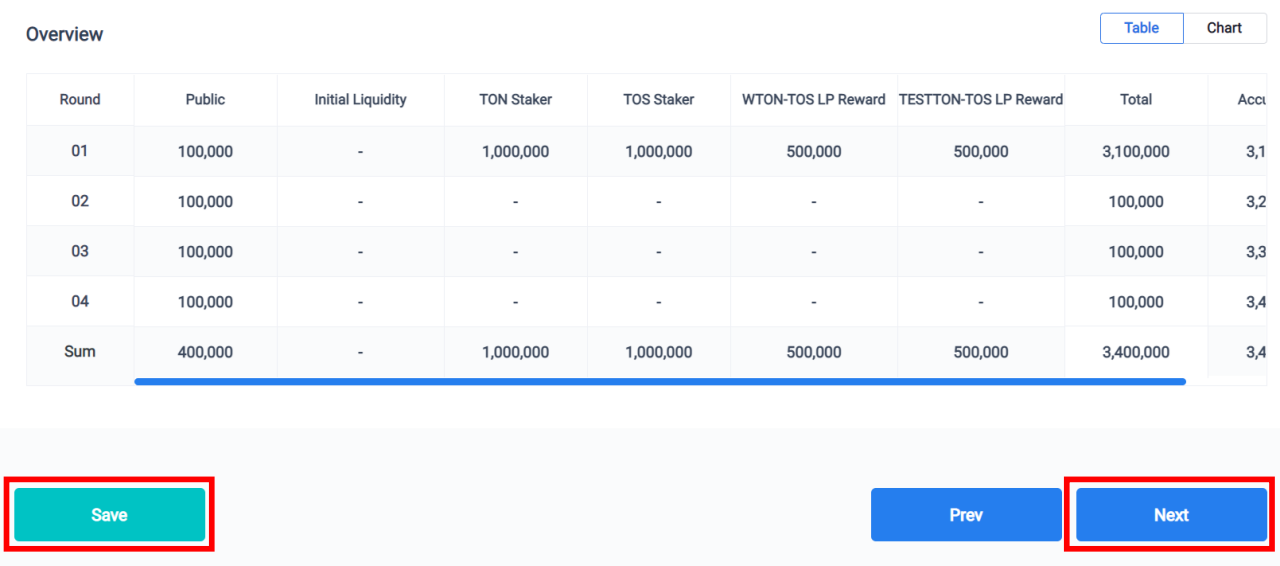 Overview
Table Chart
Round Public Initial Liquidity TON Staker TOS Staker WTON-TOS LP Reward TESTTON-TOS LP Reward Total Accu
01 100,000 - 1,000,000 1,000,000 500,000 500,000 3,100,000 3,1
02 100,000 - - - - - 100,000 3,2
03 100,000 - - - - - 100,000 3,3
04 100,000 - - - - - 100,000 3,4
Sum 400,000 - 1,000,000 1,000,000 500,000 500,000 3,400,000 3,4
Save Prev Next